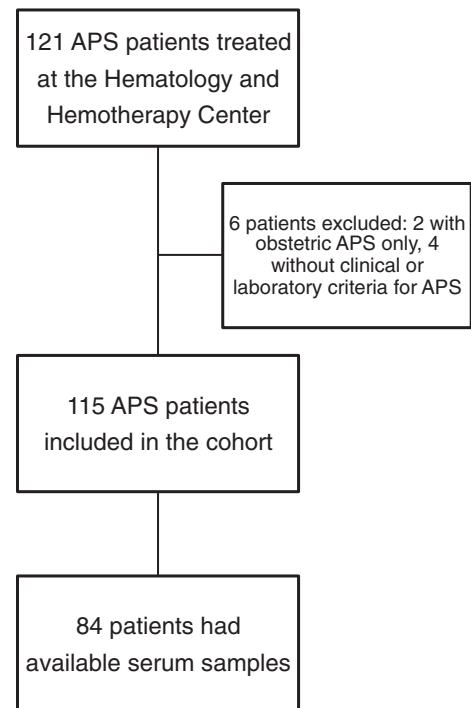 121 APS patients treated
at the Hematology and
Hemotherapy Center
6 patients excluded: 2 with
obstetric APS only, 4
without clinical or
laboratory criteria for APS
115 APS patients
included in the cohort
84 patients had
available serum samples